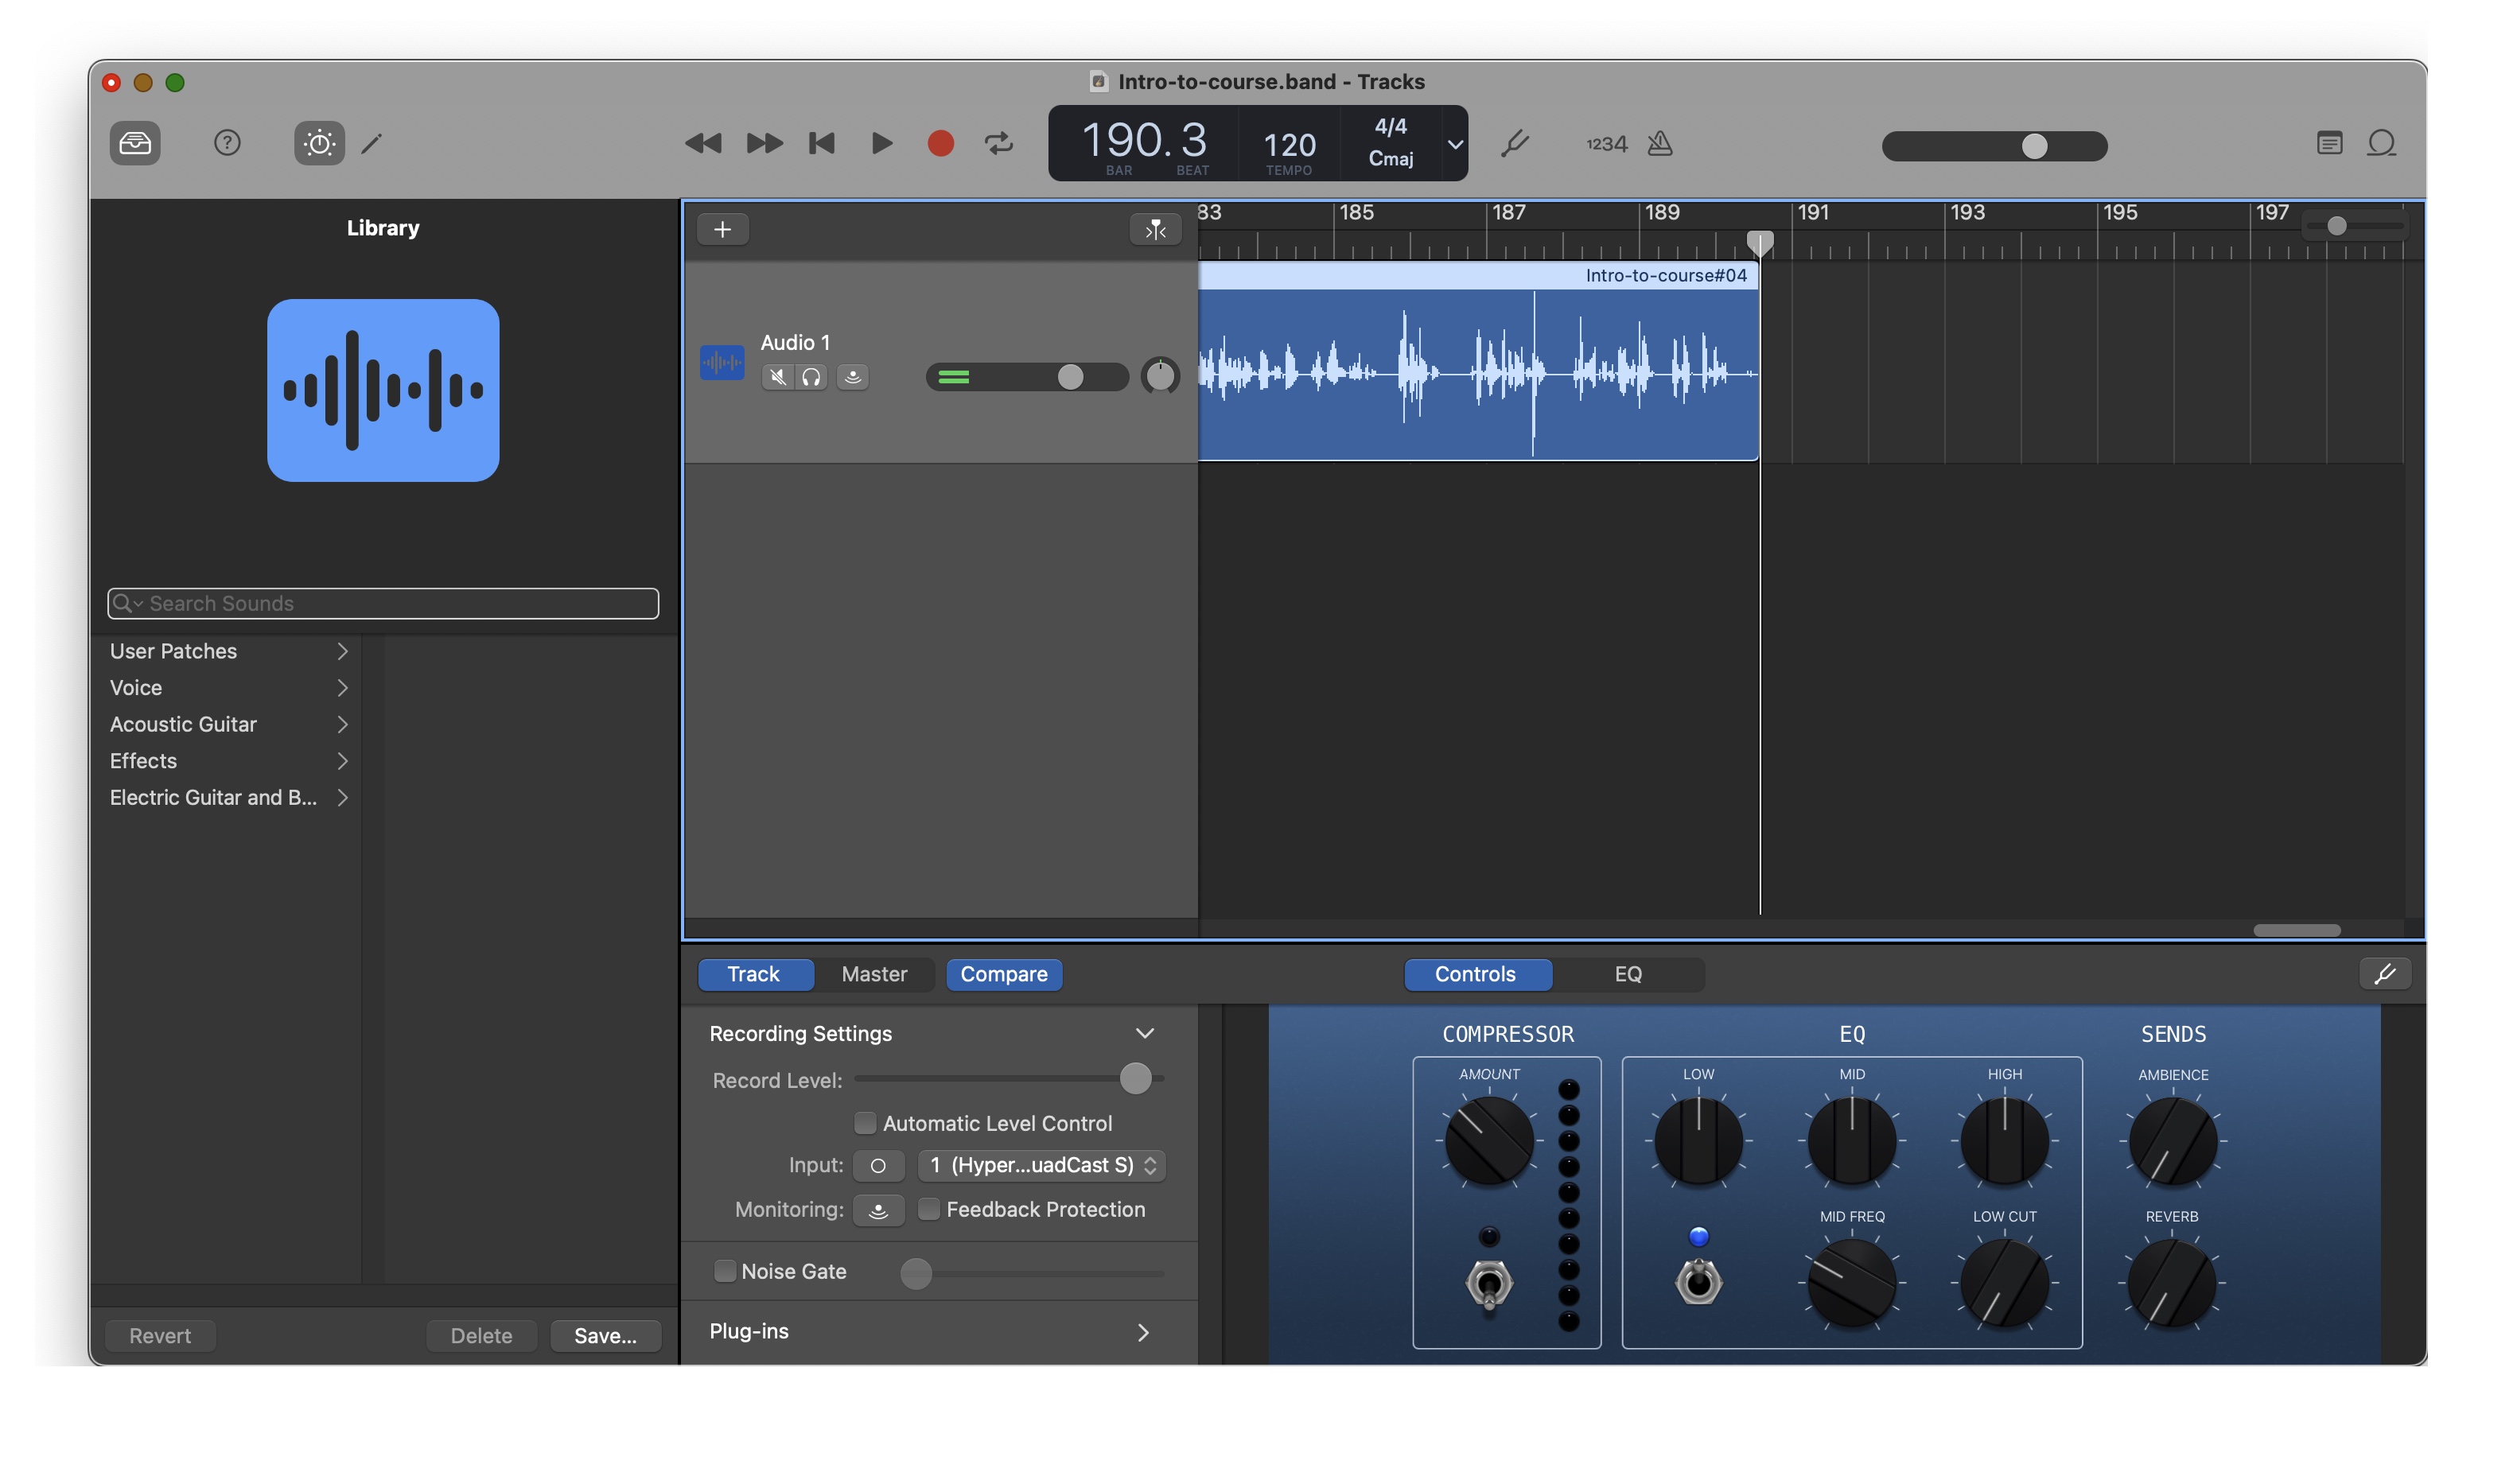 Intro-to-course.band - Tracks
190.3
BAR BEAT
120
TEMPO
4/4
Cmaj
1234
Library
Search Sounds
User Patches
Voice
Acoustic Guitar
Effects
Electric Guitar and B...
Revert
Delete
Save...
83 185 187 189 191 193 195 197
Intro-to-course#04
Audio 1
Track Master Compare Controls EQ
Recording Settings
Record Level:
Automatic Level Control
Input: 1 (Hyper...uadCast S)
Monitoring: Feedback Protection
Noise Gate
Plug-ins
COMPRESSOR EQ SENDS
AMOUNT LOW MID HIGH AMBIENCE
MID FREQ LOW CUT REVERB